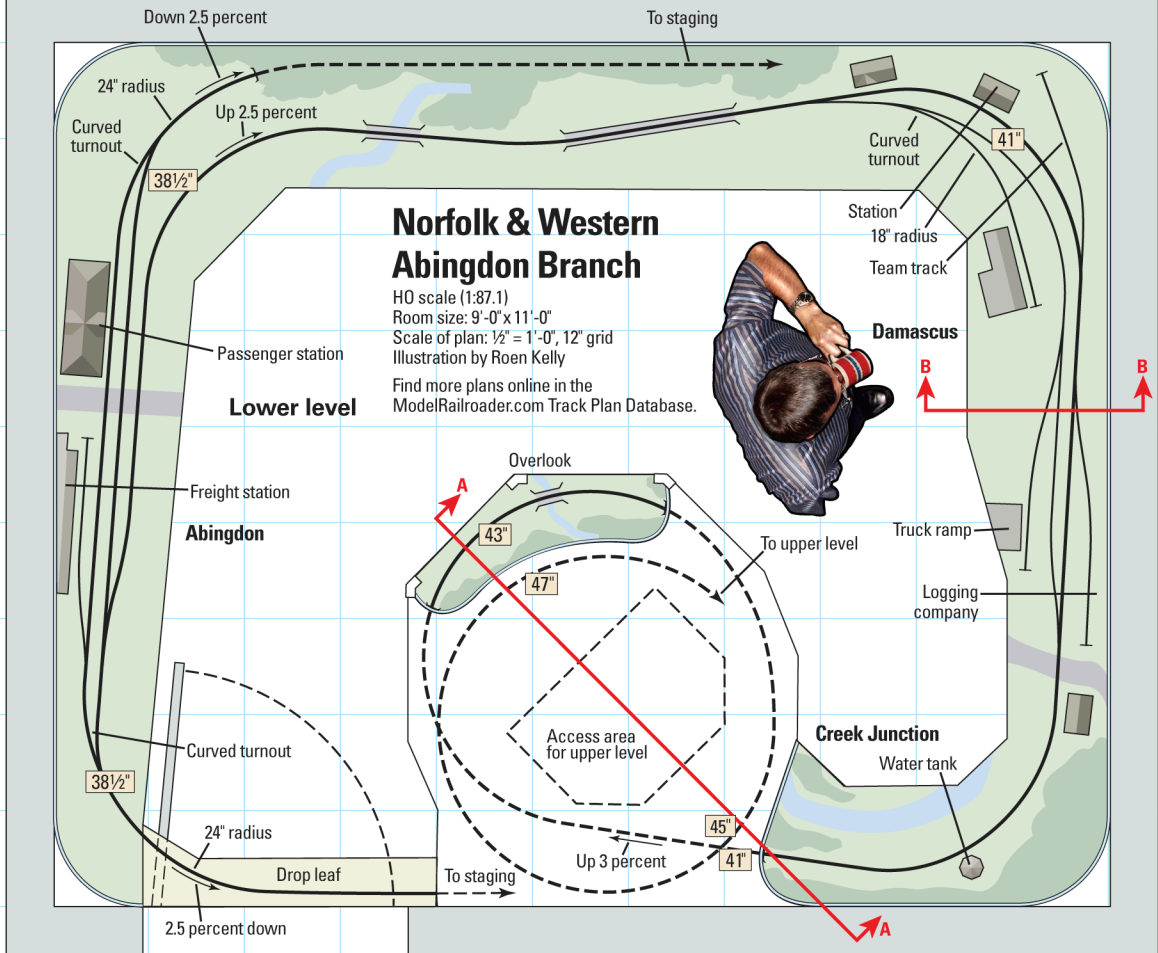 Down 2.5 percent
To staging
24" radius
Up 2.5 percent
Curved
turnout
38½"
Curved
turnout
41"
Station
18" radius
Team track
Norfolk & Western
Abingdon Branch
HO scale (1:87.1)
Room size: 9'-0" x 11'-0"
Scale of plan: ½" = 1'-0", 12" grid
Illustration by Roen Kelly
Find more plans online in the
ModelRailroader.com Track Plan Database.
Damascus
B
B
Passenger station
Lower level
Overlook
A
Freight station
Abingdon
43"
47"
To upper level
Truck ramp
Logging
company
Access area
for upper level
Creek Junction
Water tank
Curved turnout
38½"
24" radius
45"
41"
Up 3 percent
Drop leaf
To staging
2.5 percent down
A